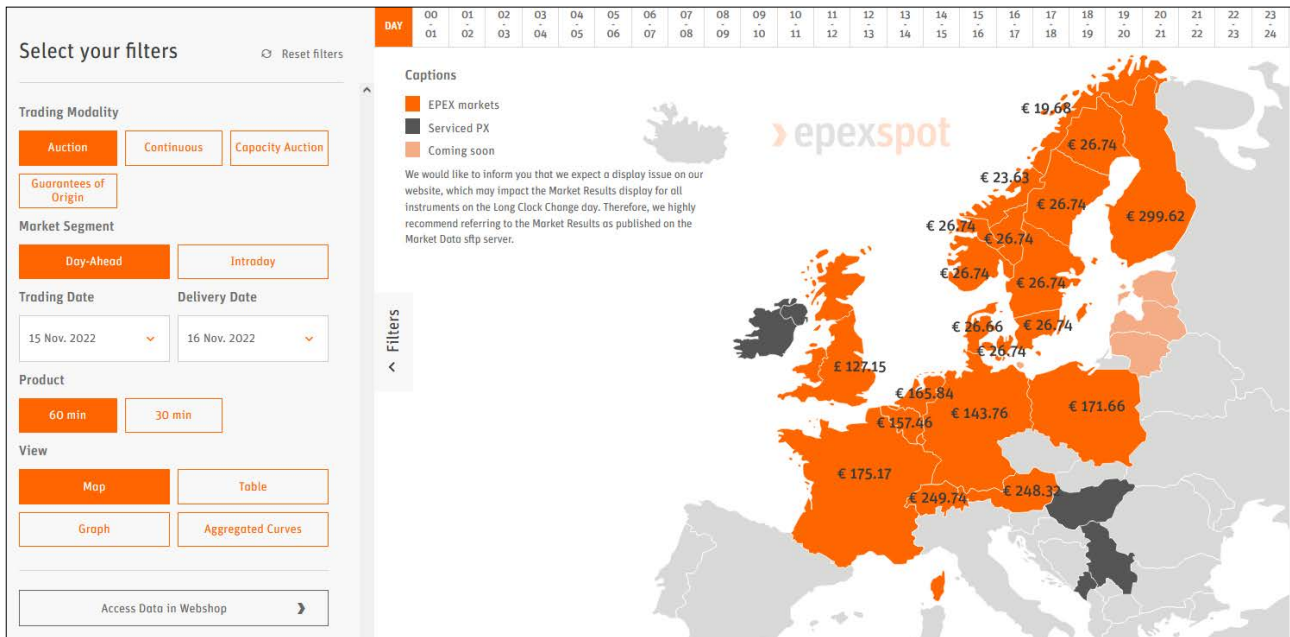 Select your filters
Reset filters
Trading Modality
Auction
Continuous
Capacity Auction
Guarantees of
Origin
Market Segment
Day-Ahead
Intraday
Trading Date
Delivery Date
15 Nov. 2022
16 Nov. 2022
Product
60 min
30 min
View
Map
Table
Graph
Aggregated Curves
Access Data in Webshop
< Filters
DAY
00 - 01
01 - 02
02 - 03
03 - 04
04 - 05
05 - 06
06 - 07
07 - 08
08 - 09
09 - 10
10 - 11
11 - 12
12 - 13
13 - 14
14 - 15
15 - 16
16 - 17
17 - 18
18 - 19
19 - 20
20 - 21
21 - 22
22 - 23
23 - 24
Captions
EPEX markets
Serviced PX
Coming soon
We would like to inform you that we expect a display issue on our
website, which may impact the Market Results display for all
instruments on the Long Clock Change day. Therefore, we highly
recommend referring to the Market Results as published on the
Market Data sftp server.
epexspot
€ 19.68
€ 26.74
€ 23.63
€ 26.74
€ 299.62
€ 26.74
€ 26.74
€ 26.74
€ 26.74
€ 26.66
€ 26.74
€ 26.74
£ 127.15
€ 165.84
€ 143.76
€ 171.66
€ 157.46
€ 175.17
€ 249.74
€ 248.32